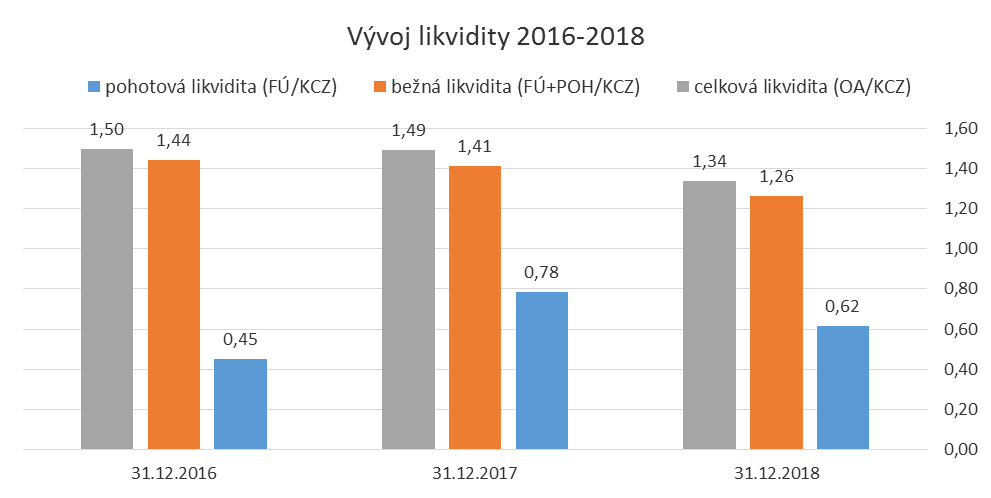 Vývoj likvidity 2016-2018
pohotová likvidita (FÚ/KCZ) bežná likvidita (FÚ+POH/KCZ) celková likvidita (OA/KCZ)
1,50 1,44 0,45
1,49 1,41 0,78
1,34 1,26 0,62
1,60
1,40
1,20
1,00
0,80
0,60
0,40
0,20
0,00
31.12.2016 31.12.2017 31.12.2018